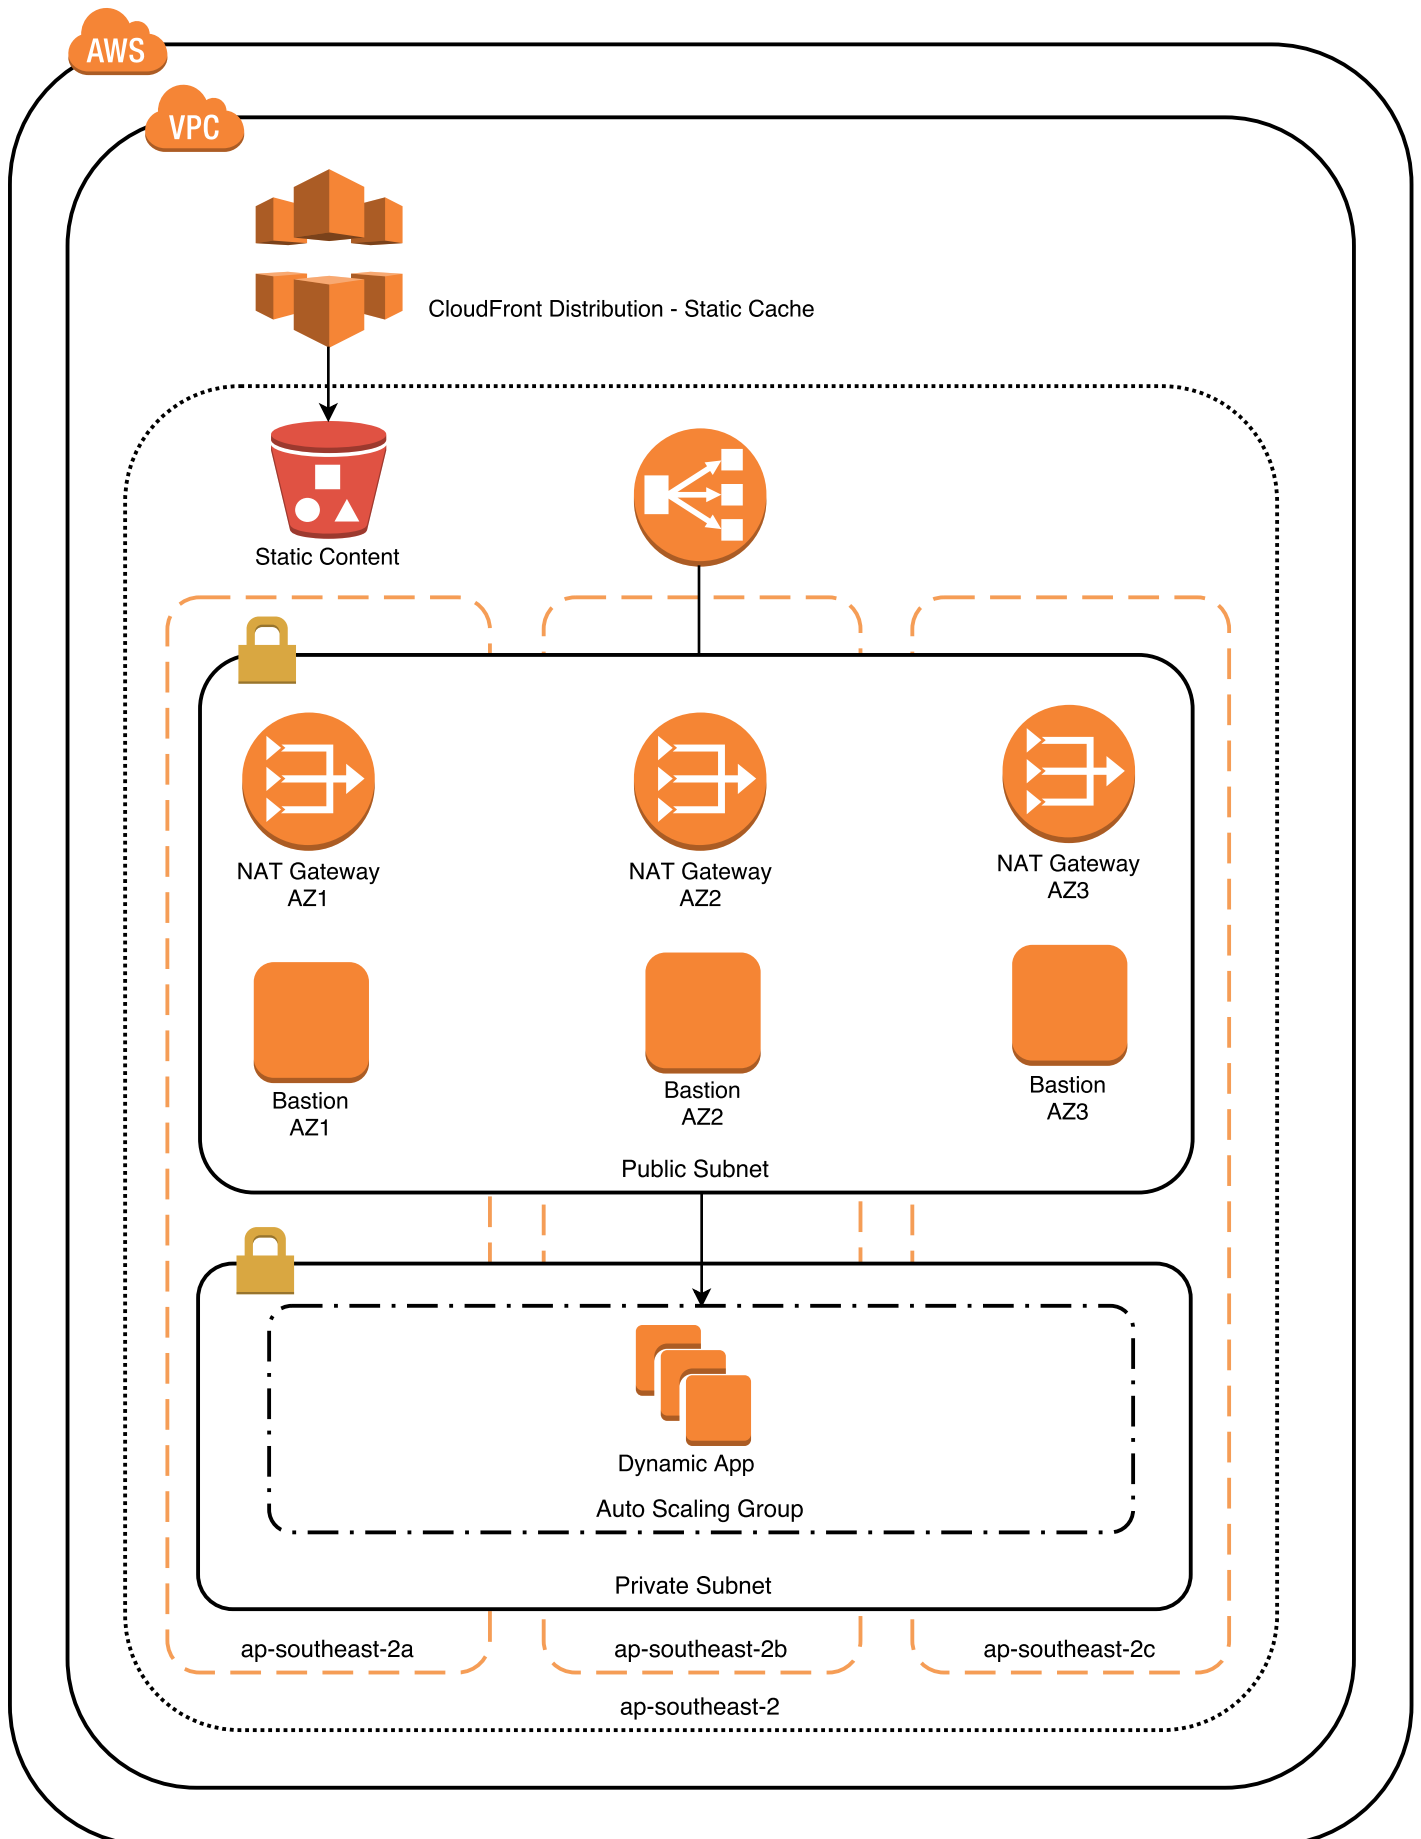 AWS
VPC
CloudFront Distribution - Static Cache
Static Content
NAT Gateway
AZ1
NAT Gateway
AZ2
NAT Gateway
AZ3
Bastion
AZ1
Bastion
AZ2
Bastion
AZ3
Public Subnet
Dynamic App
Auto Scaling Group
Private Subnet
ap-southeast-2a
ap-southeast-2b
ap-southeast-2c
ap-southeast-2